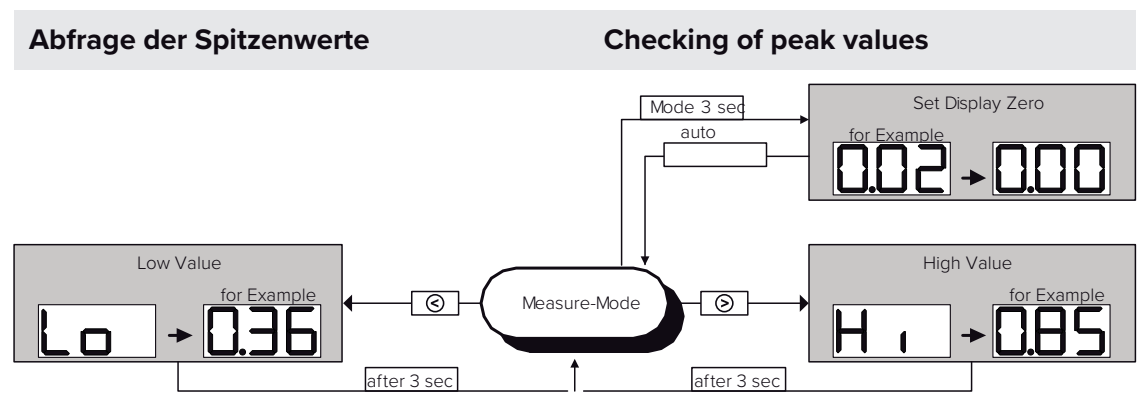 Abfrage der Spitzenwerte
Checking of peak values
Mode 3 sec
auto
Set Display Zero
for Example
0.02
0.00
Low Value
for Example
Lo
0.36
<
Measure-Mode
>
High Value
for Example
Hi
0.85
after 3 sec
after 3 sec